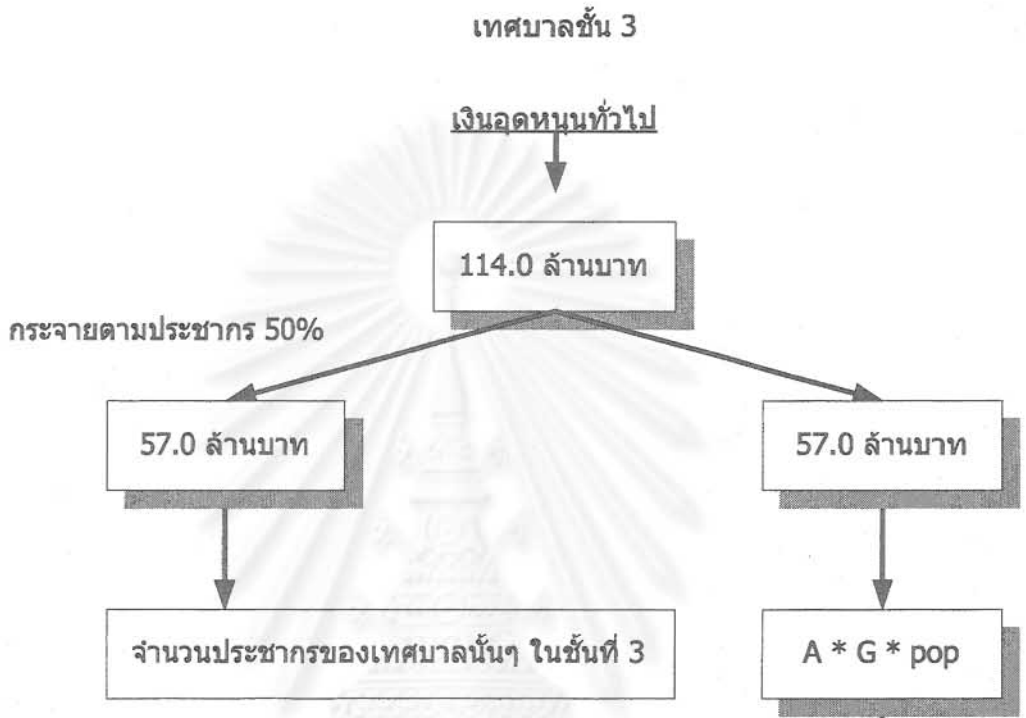 เทศบาลชั้น 3
เงินอุดหนุนทั่วไป
114.0 ล้านบาท
กระจายตามประชากร 50%
57.0 ล้านบาท
57.0 ล้านบาท
จำนวนประชากรของเทศบาลนั้นๆ ในชั้นที่ 3
A * G * pop